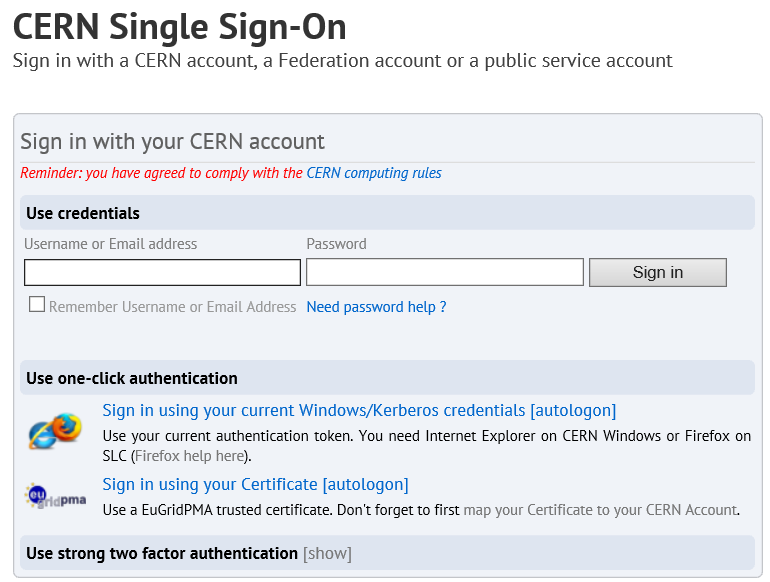 CERN Single Sign-On
Sign in with a CERN account, a Federation account or a public service account
Sign in with your CERN account
Reminder: you have agreed to comply with the CERN computing rules
Use credentials
Username or Email address Password
Sign in
Remember Username or Email Address Need password help ?
Use one-click authentication
Sign in using your current Windows/Kerberos credentials [autologon]
Use your current authentication token. You need Internet Explorer on CERN Windows or Firefox on
SLC (Firefox help here).
eugridpma
Sign in using your Certificate [autologon]
Use a EuGridPMA trusted certificate. Don't forget to first map your Certificate to your CERN Account.
Use strong two factor authentication [show]